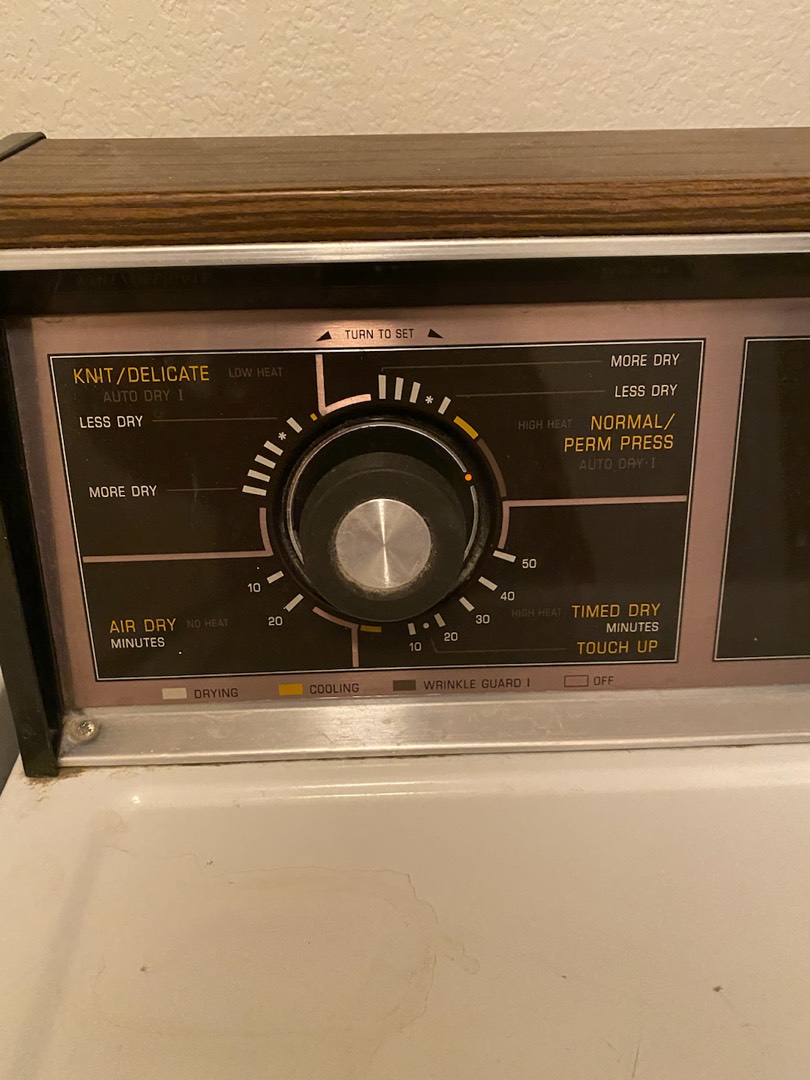 TURN TO SET
KNIT/DELICATE LOW HEAT
AUTO DRY I
LESS DRY
MORE DRY
MORE DRY
LESS DRY
HIGH HEAT NORMAL/
PERM PRESS
AUTO DRY·I
10
20
AIR DRY NO HEAT
MINUTES
50
40
30
20
10
HIGH HEAT TIMED DRY
MINUTES
TOUCH UP
DRYING COOLING WRINKLE GUARD I OFF